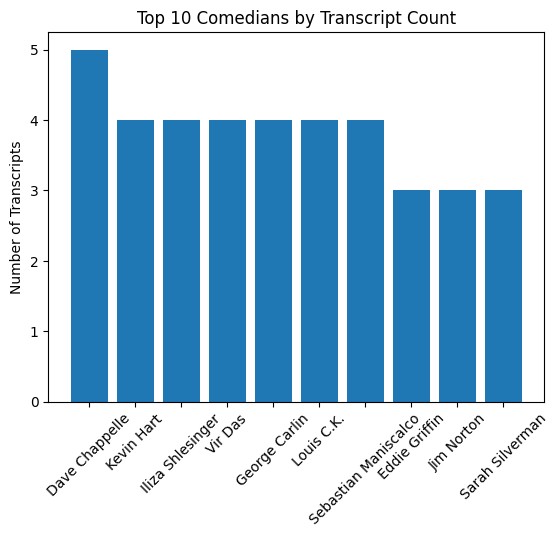 Top 10 Comedians by Transcript Count
Number of Transcripts
5
4
3
2
1
0
Dave Chappelle
Kevin Hart
Iliza Shlesinger
Vir Das
George Carlin
Louis C.K.
Sebastian Maniscalco
Eddie Griffin
Jim Norton
Sarah Silverman